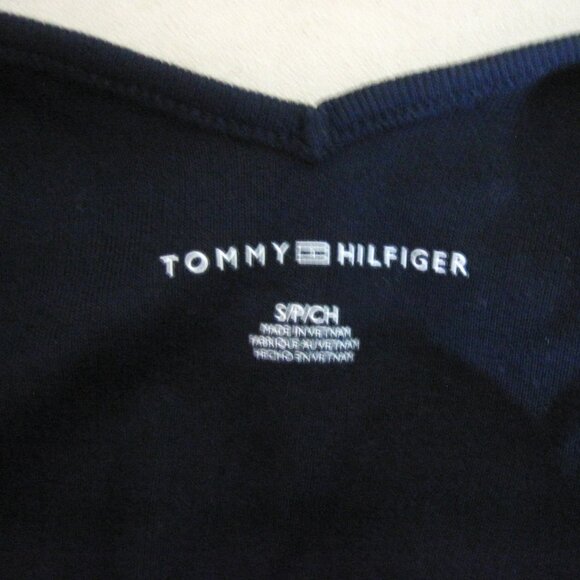 TOMMY HILFIGER
S/P/CH
MADE IN VIETNAM
FABRIQUE AU VIETNAM
HECHO EN VIETNAM